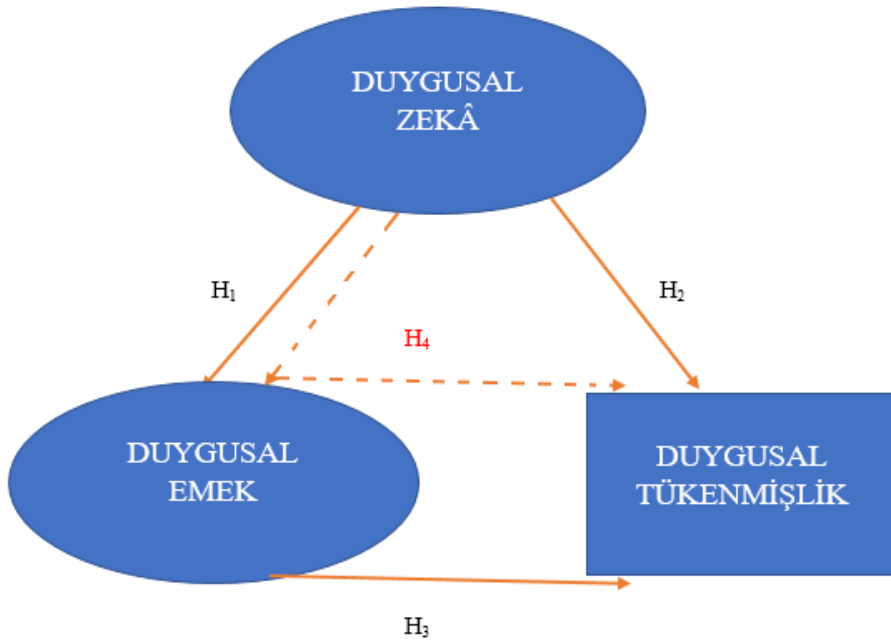 DUYGUSAL
ZEKÂ
H₁
H₂
H₄
DUYGUSAL
EMEK
DUYGUSAL
TÜKENMİŞLİK
H₃